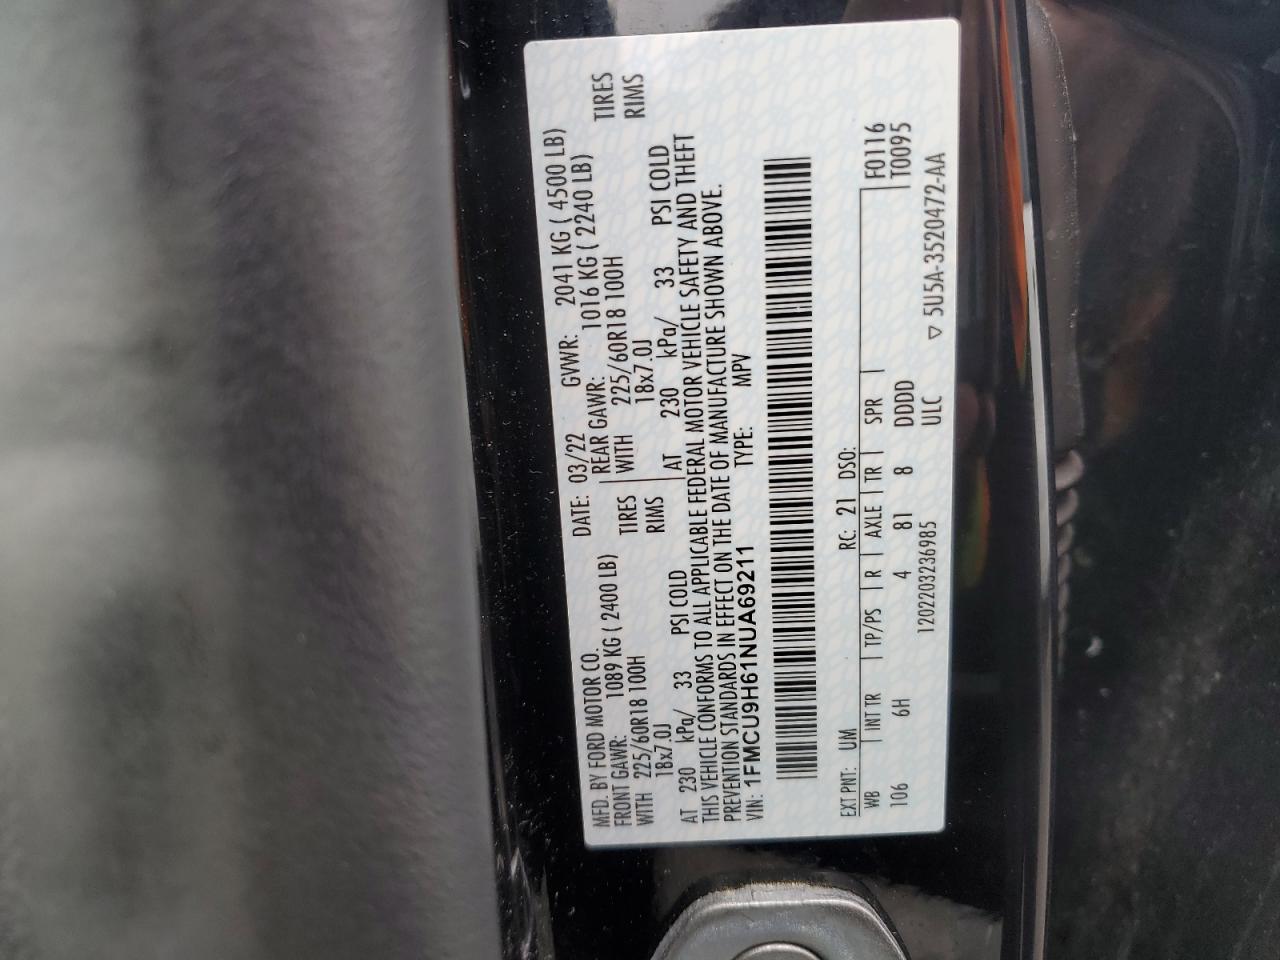 MFD. BY FORD MOTOR CO.
DATE: 03/22 GVWR: 2041 KG ( 4500 LB)
FRONT GAWR: 1089 KG ( 2400 LB) REAR GAWR: 1016 KG ( 2240 LB)
WITH 225/60R18 100H TIRES WITH 225/60R18 100H TIRES
18x7.0J RIMS 18x7.0J RIMS
AT 230 kPa/ 33 PSI COLD AT 230 kPa/ 33 PSI COLD
THIS VEHICLE CONFORMS TO ALL APPLICABLE FEDERAL MOTOR VEHICLE SAFETY AND THEFT
PREVENTION STANDARDS IN EFFECT ON THE DATE OF MANUFACTURE SHOWN ABOVE.
VIN: 1FMCU9H61NUA69211 TYPE: MPV
EXT PNT: UM RC: 21 DSO: F0116
WB INT TR TP/PS R AXLE TR SPR T0095
106 6H 4 81 8 DDDD
1202203236985 ULC ▽ 5U5A-3520472-AA